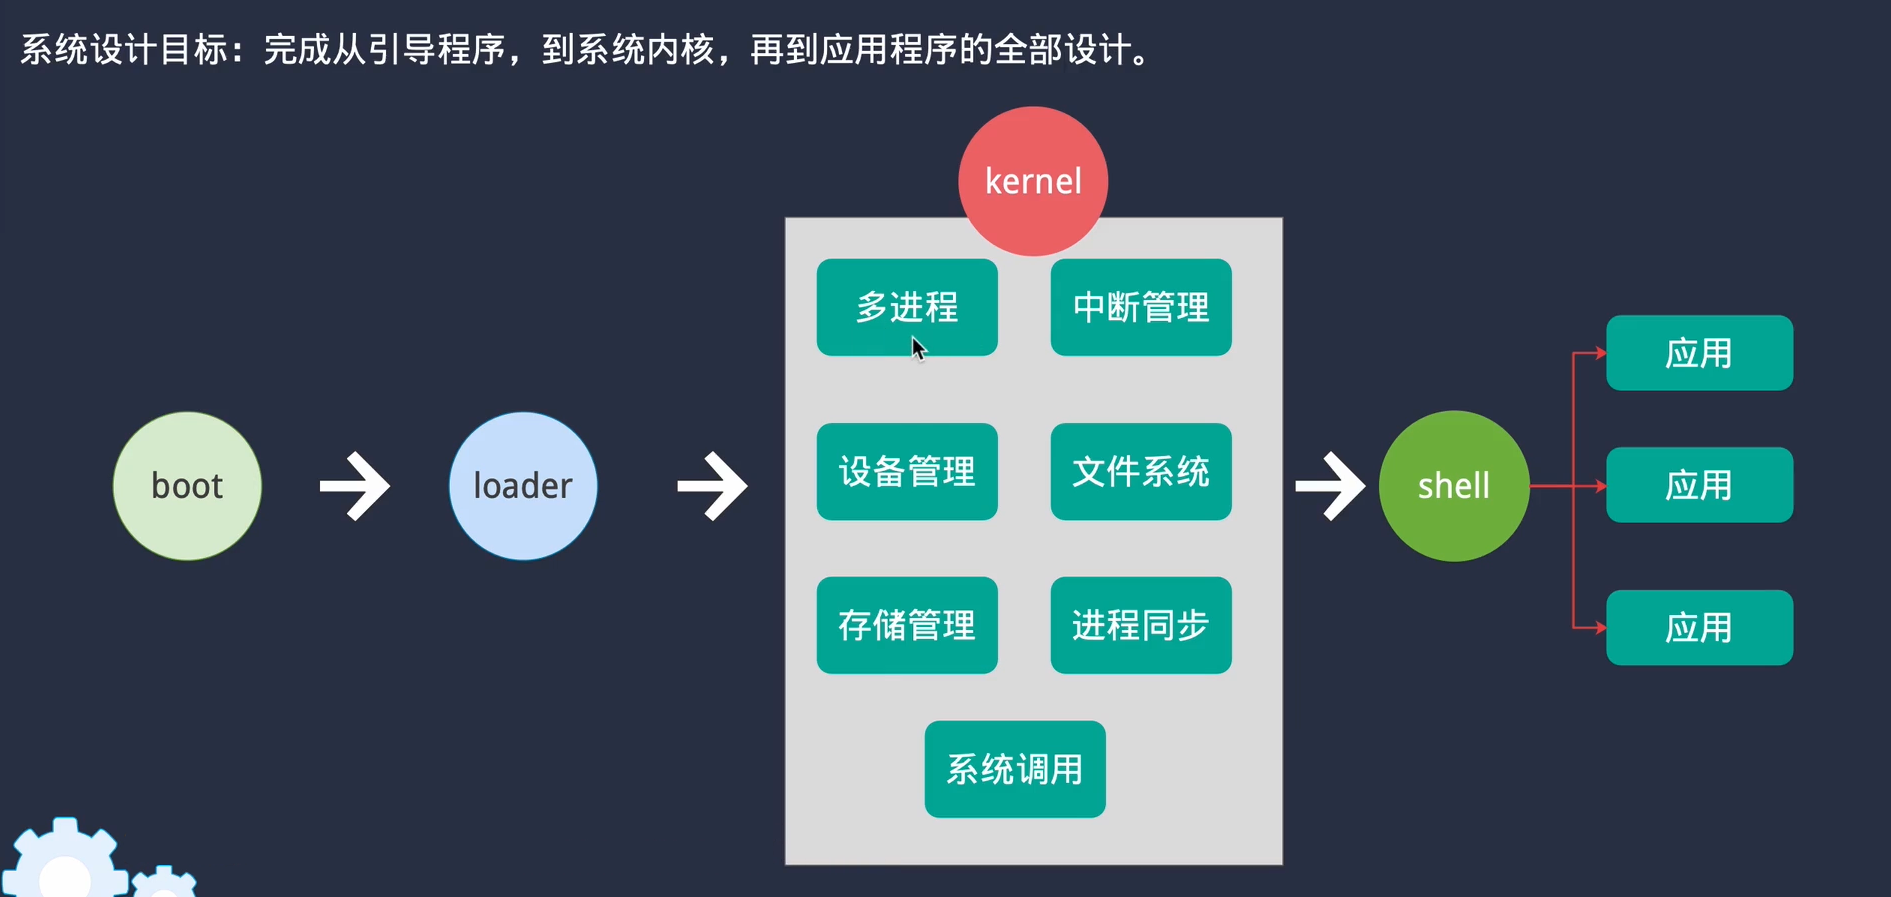 系统设计目标：完成从引导程序，到系统内核，再到应用程序的全部设计。
kernel
多进程
中断管理
设备管理
文件系统
存储管理
进程同步
系统调用
boot
loader
shell
应用
应用
应用